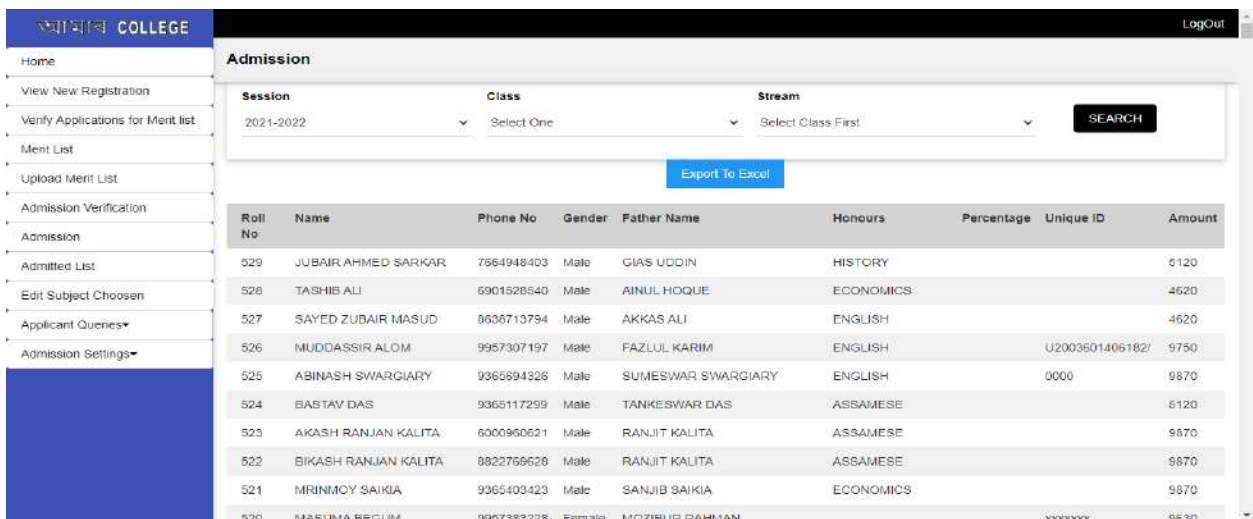 আমাৰ COLLEGE
LogOut
Home
View New Registration
Verify Applications for Merit list
Merit List
Upload Merit List
Admission Verification
Admission
Admitted List
Edit Subject Choosen
Applicant Queries
Admission Settings
Admission
Session Class Stream
2021-2022 Select One Select Class First SEARCH
Export To Excel
Roll No Name Phone No Gender Father Name Honours Percentage Unique ID Amount
529 JUBAIR AHMED SARKAR 7664948403 Male GIAS UDDIN HISTORY 5120
528 TASHIB ALI 6901528540 Male AINUL HOQUE ECONOMICS 4620
527 SAYED ZUBAIR MASUD 8638713794 Male AKKAS ALI ENGLISH 4620
526 MUDDASSIR ALOM 9957307197 Male FAZLUL KARIM ENGLISH U2003601406182/ 9750
525 ABINASH SWARGIARY 9365694326 Male SUMESWAR SWARGIARY ENGLISH 0000 9870
524 BASTAV DAS 9365117299 Male TANKESWAR DAS ASSAMESE 5120
523 AKASH RANJAN KALITA 6000960621 Male RANJIT KALITA ASSAMESE 9870
522 BIKASH RANJAN KALITA 8822769628 Male RANJIT KALITA ASSAMESE 9870
521 MRINMOY SAIKIA 9365403423 Male SANJIB SAIKIA ECONOMICS 9870
520 MASUMA BEGUM Female MOZIBUR RAHMAN